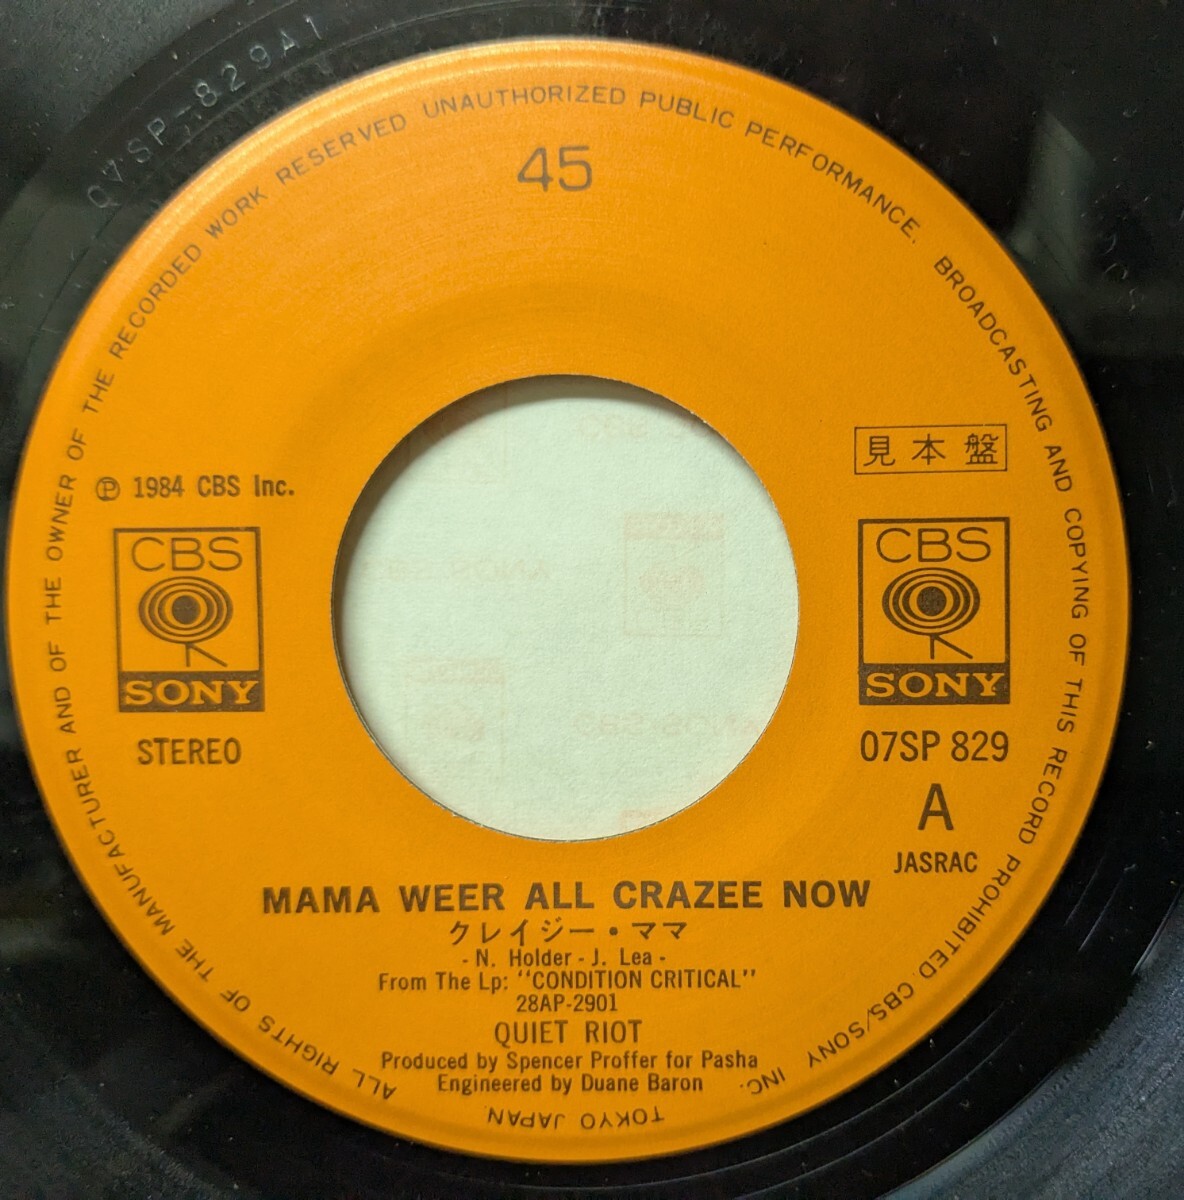 07SP-829A1
ALL RIGHTS OF THE MANUFACTURER AND OF THE OWNER OF THE RECORDED WORK RESERVED UNAUTHORIZED PUBLIC PERFORMANCE. BROADCASTING AND COPYING OF THIS RECORD PROHIBITED. CBS/SONY INC. TOKYO JAPAN.
45
見本盤
℗ 1984 CBS Inc.
CBS
SONY
STEREO
CBS
SONY
07SP 829
A
JASRAC
MAMA WEER ALL CRAZEE NOW
クレイジー・ママ
- N. Holder - J. Lea -
From The Lp: "CONDITION CRITICAL"
28AP-2901
QUIET RIOT
Produced by Spencer Proffer for Pasha
Engineered by Duane Baron